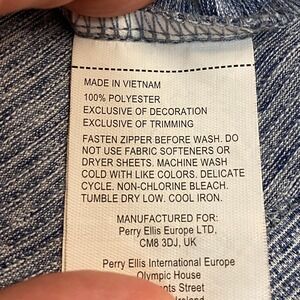 MADE IN VIETNAM
100% POLYESTER
EXCLUSIVE OF DECORATION
EXCLUSIVE OF TRIMMING
FASTEN ZIPPER BEFORE WASH. DO
NOT USE FABRIC SOFTENERS OR
DRYER SHEETS. MACHINE WASH
COLD WITH LIKE COLORS. DELICATE
CYCLE. NON-CHLORINE BLEACH.
TUMBLE DRY LOW. COOL IRON.
MANUFACTURED FOR:
Perry Ellis Europe LTD,
CM8 3DJ, UK
Perry Ellis International Europe
Olympic House
Street
Ireland